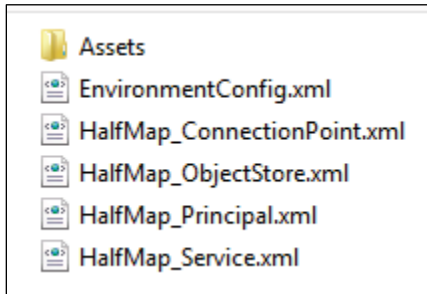 Assets
EnvironmentConfig.xml
HalfMap_ConnectionPoint.xml
HalfMap_ObjectStore.xml
HalfMap_Principal.xml
HalfMap_Service.xml